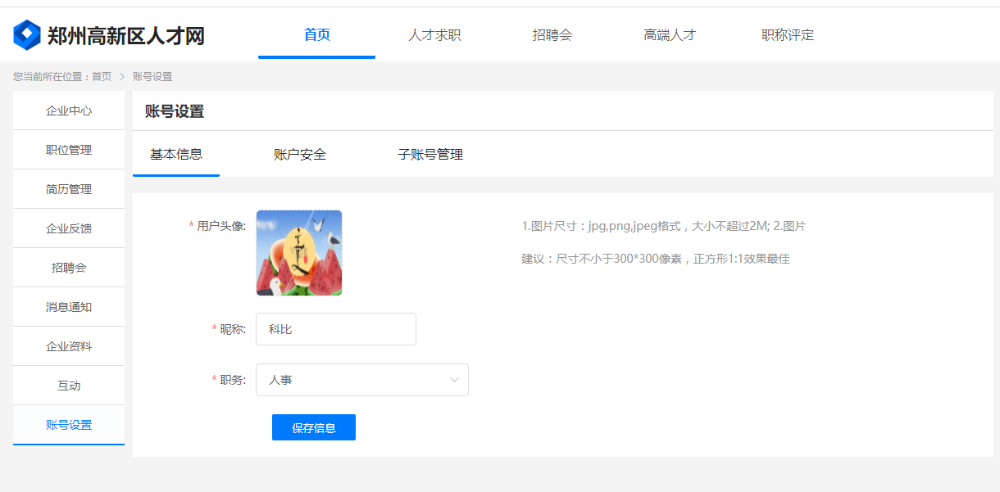 郑州高新区人才网
首页
人才求职
招聘会
高端人才
职称评定
您当前所在位置：首页 > 账号设置
企业中心
职位管理
简历管理
企业反馈
招聘会
消息通知
企业资料
互动
账号设置
账号设置
基本信息
账户安全
子账号管理
* 用户头像:
1.图片尺寸：jpg,png,jpeg格式，大小不超过2M; 2.图片
建议：尺寸不小于300*300像素，正方形1:1效果最佳
* 昵称:
科比
* 职务:
人事
保存信息